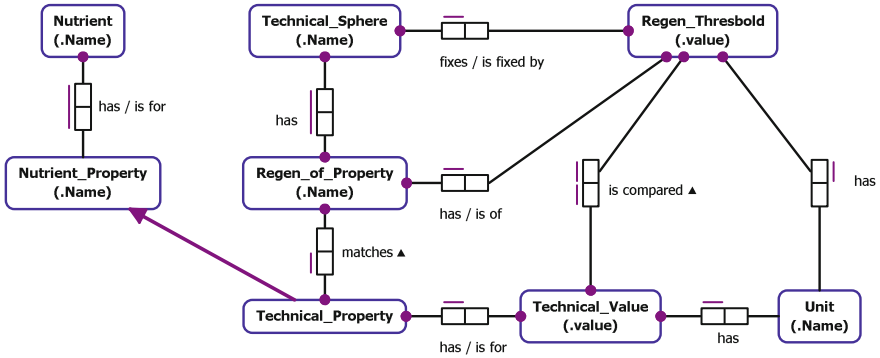 Nutrient
(.Name)
Technical_Sphere
(.Name)
Regen_Threshold
(.value)
fixes / is fixed by
has / is for
has
Nutrient_Property
(.Name)
Regen_of_Property
(.Name)
is compared ▲
has
has / is of
matches ▲
Technical_Property
Technical_Value
(.value)
Unit
(.Name)
has / is for
has